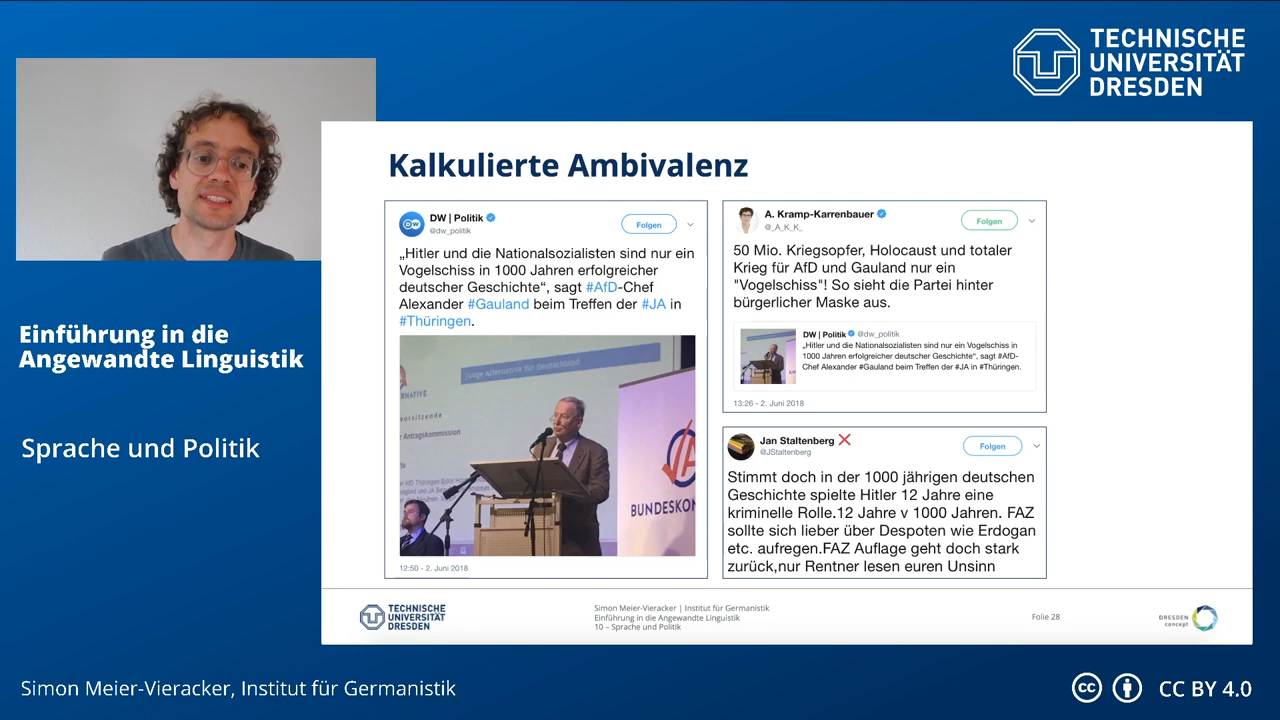 TECHNISCHE
UNIVERSITÄT
DRESDEN
Einführung in die
Angewandte Linguistik
Sprache und Politik
Kalkulierte Ambivalenz
DW | Politik
@dw_politik
Folgen
„Hitler und die Nationalsozialisten sind nur ein
Vogelschiss in 1000 Jahren erfolgreicher
deutscher Geschichte“, sagt #AfD-Chef
Alexander #Gauland beim Treffen der #JA in
#Thüringen.
Junge Alternative für Deutschland
Antragskommission
JA
BUNDESKON
12:50 - 2. Juni 2018
A. Kramp-Karrenbauer
@_A_K_K_
Folgen
50 Mio. Kriegsopfer, Holocaust und totaler
Krieg für AfD und Gauland nur ein
"Vogelschiss"! So sieht die Partei hinter
bürgerlicher Maske aus.
DW | Politik @dw_politik
„Hitler und die Nationalsozialisten sind nur ein Vogelschiss in
1000 Jahren erfolgreicher deutscher Geschichte“, sagt #AfD-
Chef Alexander #Gauland beim Treffen der #JA in #Thüringen.
13:26 - 2. Juni 2018
Jan Staltenberg ❌
@JStaltenberg
Folgen
Stimmt doch in der 1000 jährigen deutschen
Geschichte spielte Hitler 12 Jahre eine
kriminelle Rolle.12 Jahre v 1000 Jahren. FAZ
sollte sich lieber über Despoten wie Erdogan
etc. aufregen.FAZ Auflage geht doch stark
zurück,nur Rentner lesen euren Unsinn
TECHNISCHE
UNIVERSITÄT
DRESDEN
Simon Meier-Vieracker | Institut für Germanistik
Einführung in die Angewandte Linguistik
10 – Sprache und Politik
Folie 28
DRESDEN
concept
Simon Meier-Vieracker, Institut für Germanistik
cc
CC BY 4.0